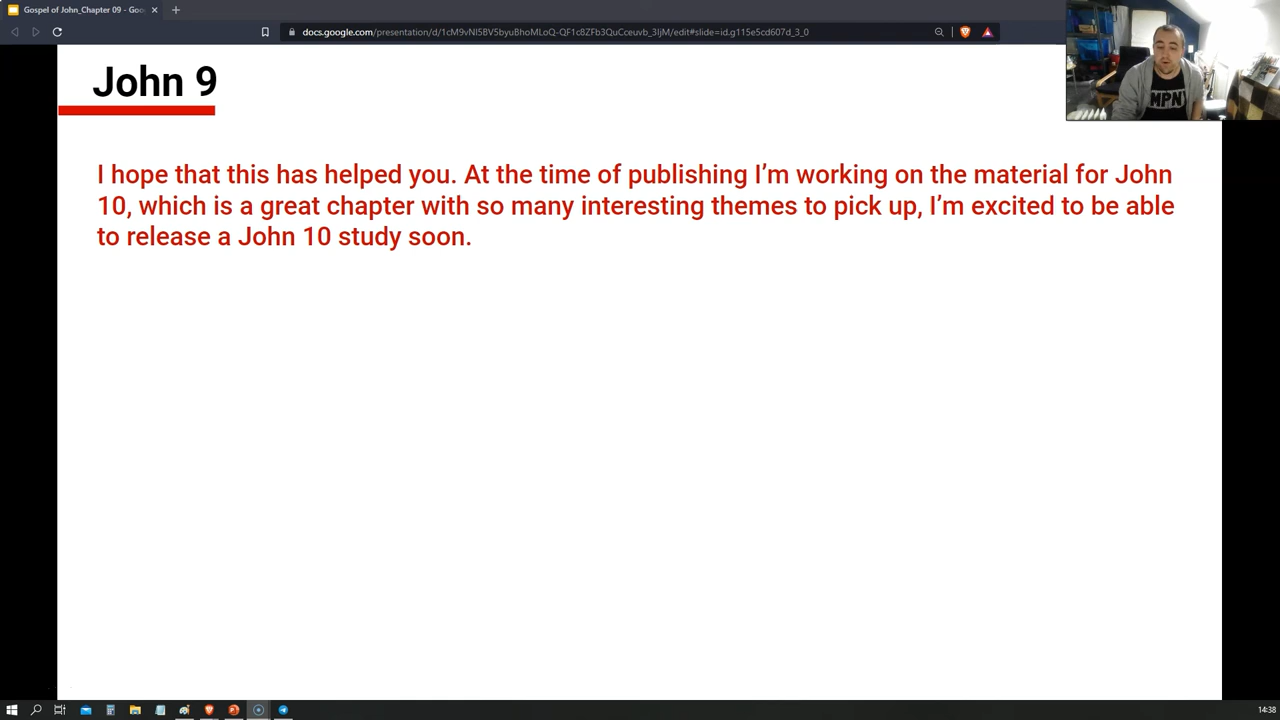 Gospel of John_Chapter 09 - Goo
docs.google.com/presentation/d/1cM9vNI5BV5byuBhoMLoQ-QF1c8ZFb3QuCceuvb_3ljM/edit#slide=id.g115e5cd607d_3_0
MPN
John 9
I hope that this has helped you. At the time of publishing I’m working on the material for John
10, which is a great chapter with so many interesting themes to pick up, I’m excited to be able
to release a John 10 study soon.
14:38